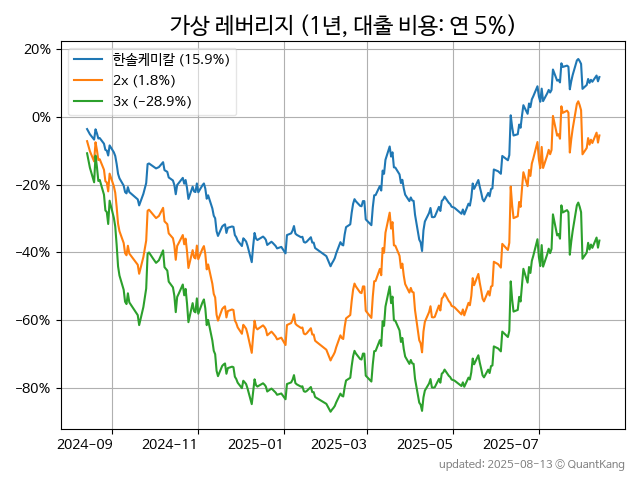 가상 레버리지 (1년, 대출 비용: 연 5%)
한솔케미칼 (15.9%)
2x (1.8%)
3x (−28.9%)
20%
0%
−20%
−40%
−60%
−80%
2024-09 2024-11 2025-01 2025-03 2025-05 2025-07
updated: 2025-08-13 © QuantKang